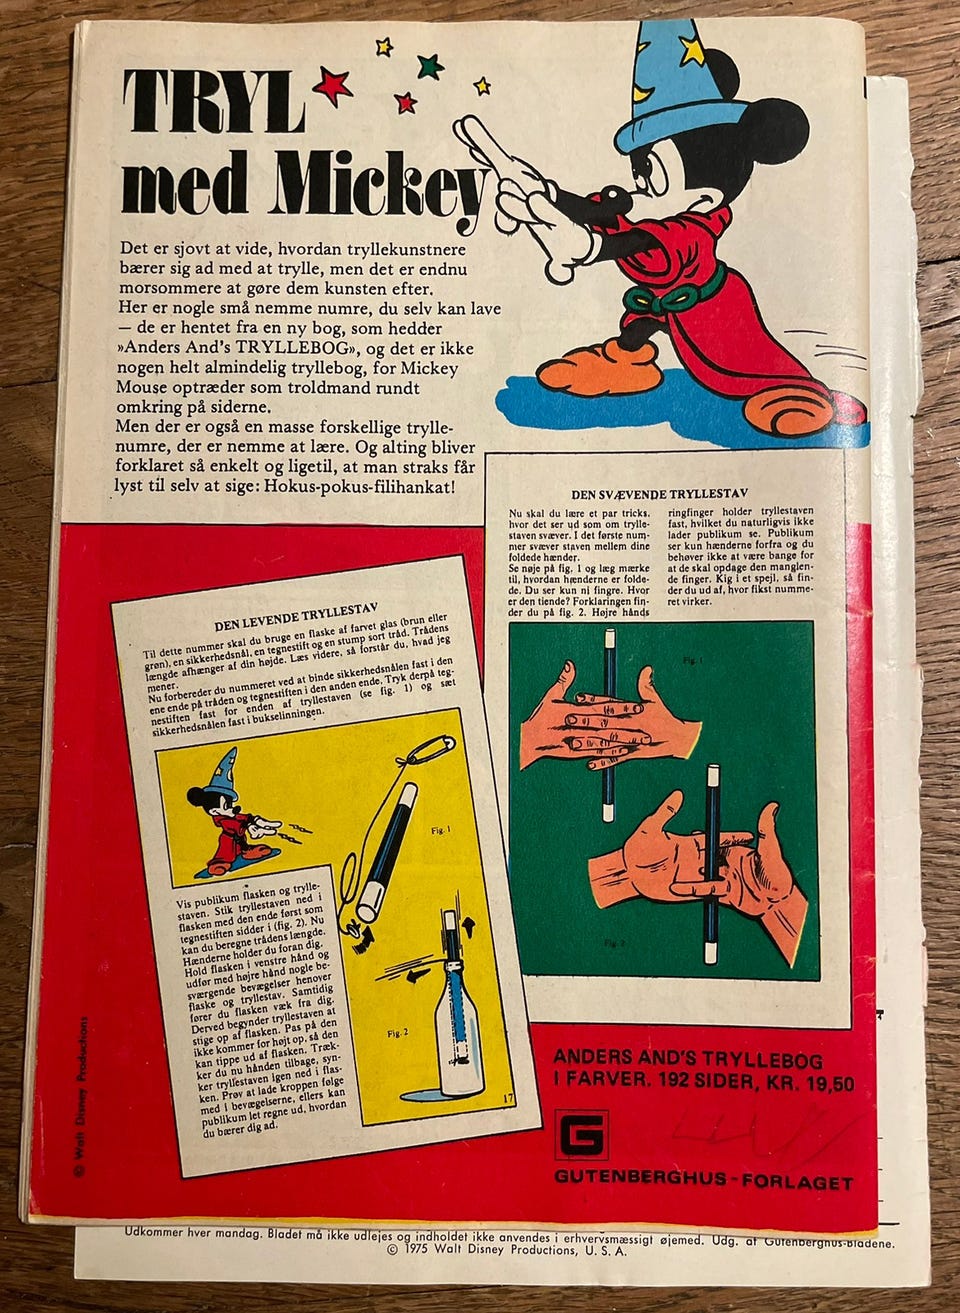 TRYL
med Mickey
Det er sjovt at vide, hvordan tryllekunstnere
bærer sig ad med at trylle, men det er endnu
morsommere at gøre dem kunsten efter.
Her er nogle små nemme numre, du selv kan lave
— de er hentet fra en ny bog, som hedder
»Anders And's TRYLLEBOG», og det er ikke
nogen helt almindelig tryllebog, for Mickey
Mouse optræder som troldmand rundt
omkring på siderne.
Men der er også en masse forskellige trylle-
numre, der er nemme at lære. Og alting bliver
forklaret så enkelt og ligetil, at man straks får
lyst til selv at sige: Hokus-pokus-filihankat!
DEN SVÆVENDE TRYLLESTAV
Nu skal du lære et par tricks,
hvor det ser ud som om trylle-
staven svæver. I det første num-
mer svæver staven mellem dine
foldede hænder.
Se nøje på fig. 1 og læg mærke
til, hvordan hænderne er folde-
de. Du ser kun ni fingre. Hvor
er den tiende? Forklaringen fin-
der du på fig. 2. Højre hånds
ringfinger holder tryllestaven
fast, hvilket du naturligvis ikke
lader publikum se. Publikum
ser kun hænderne forfra og du
behøver ikke at være bange for
at de skal opdage den manglen-
de finger. Kig i et spejl, så fin-
der du ud af, hvor fikst numme-
ret virker.
Fig. 1
Fig. 2
DEN LEVENDE TRYLLESTAV
Til dette nummer skal du bruge en flaske af farvet glas (brun eller
grøn), en sikkerhedsnål, en tegnestift og en stump sort tråd. Trådens
længde afhænger af din højde. Læs videre, så forstår du, hvad jeg
mener.
Nu forbereder du nummeret ved at binde sikkerhedsnålen fast i den
ene ende på tråden og tegnestiften i den anden ende. Tryk derpå teg-
nestiften fast for enden af tryllestaven (se fig. 1) og sæt
sikkerhedsnålen fast i bukselinningen.
Fig. 1
Vis publikum flasken og trylle-
staven. Stik tryllestaven ned i
flasken med den ende først som
tegnestiften sidder i (fig. 2). Nu
kan du beregne trådens længde.
Hænderne holder du foran dig.
Hold flasken i venstre hånd og
udfør med højre hånd nogle be-
sværgende bevægelser henover
flaske og tryllestav. Samtidig
fører du flasken væk fra dig.
Derved begynder tryllestaven at
stige op af flasken. Pas på den
ikke kommer for højt op, så den
kan tippe ud af flasken. Træk-
ker du nu hånden tilbage, syn-
ker tryllestaven igen ned i flas-
ken. Prøv at lade kroppen følge
med i bevægelserne, ellers kan
publikum let regne ud, hvordan
du bærer dig ad.
Fig. 2
17
© Walt Disney Productions
ANDERS AND'S TRYLLEBOG
I FARVER. 192 SIDER, KR. 19,50
G
GUTENBERGHUS-FORLAGET
Udkommer hver mandag. Bladet må ikke udlejes og indholdet ikke anvendes i erhvervsmæssigt øjemed. Udg. af Gutenberghus-bladene.
© 1975 Walt Disney Productions, U. S. A.